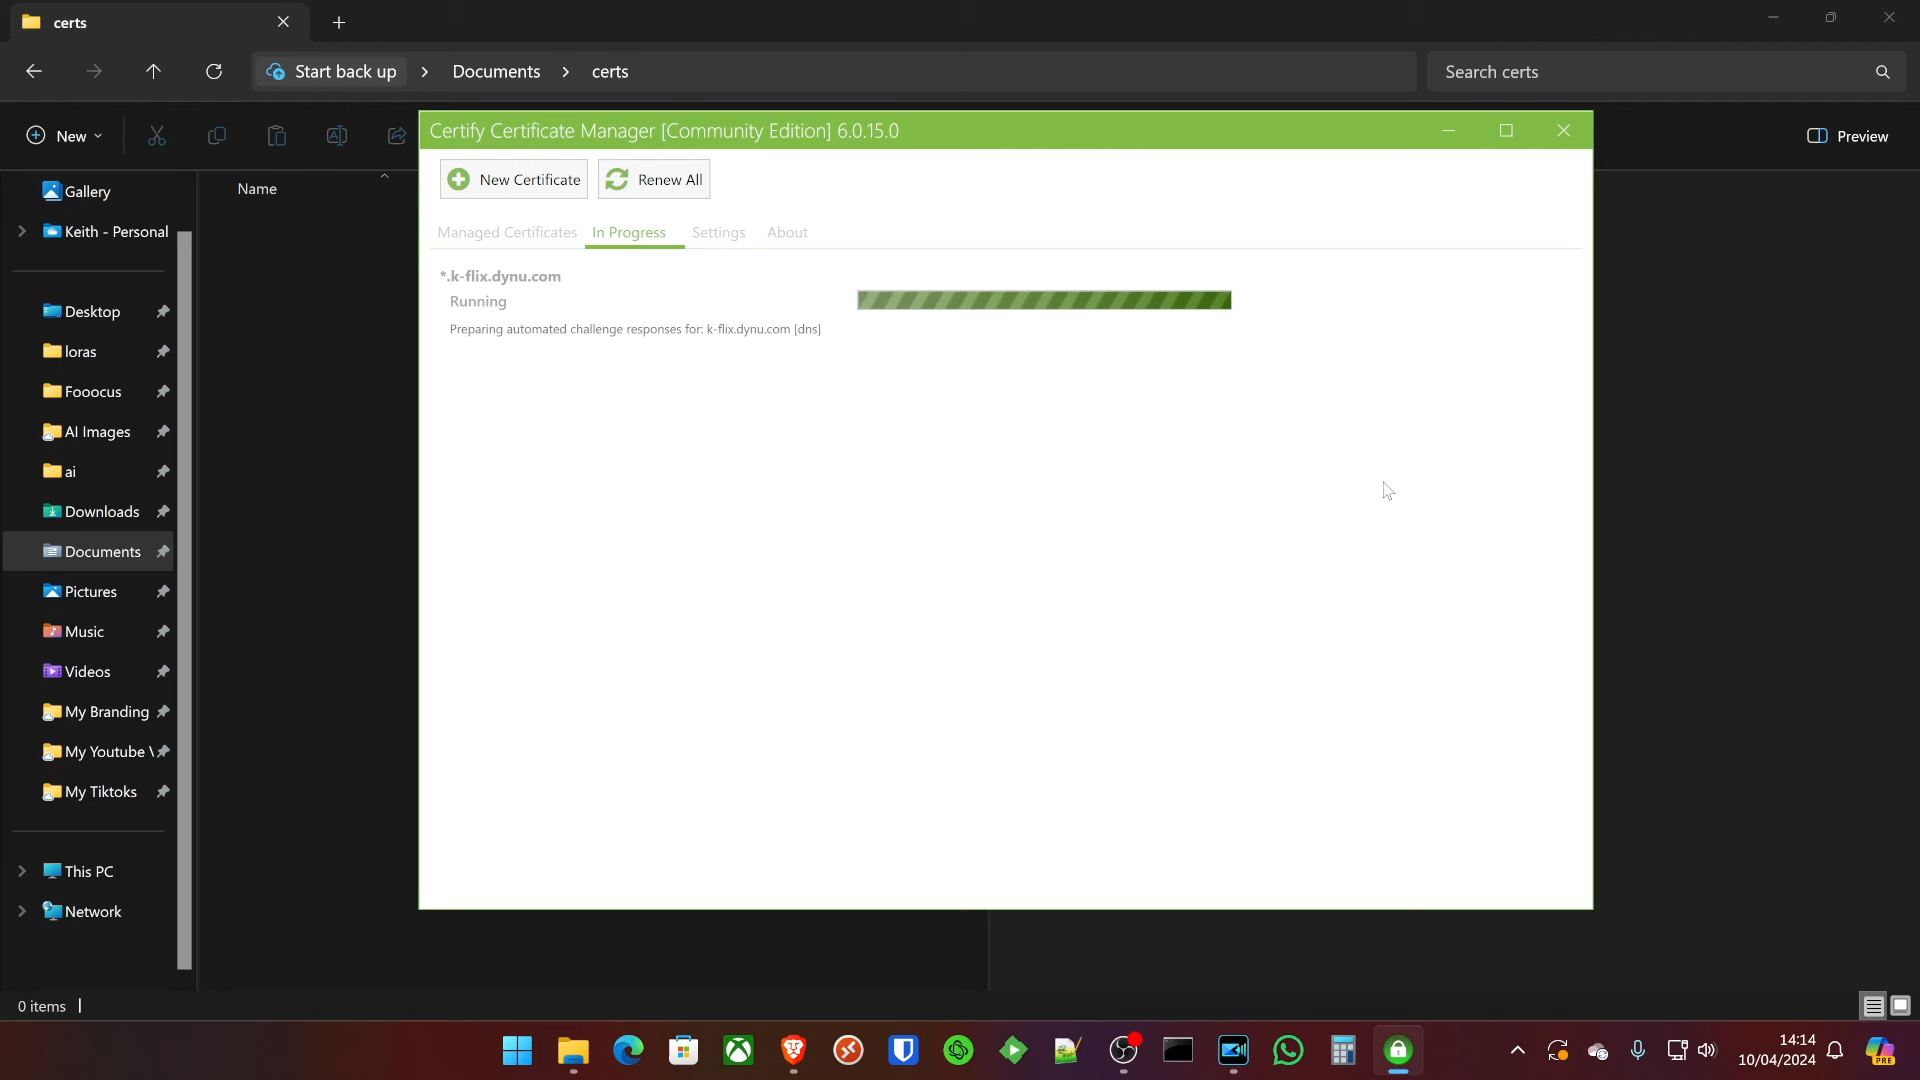 certs
Start back up
Documents
certs
Search certs
New
Preview
Certify Certificate Manager [Community Edition] 6.0.15.0
New Certificate
Renew All
Managed Certificates
In Progress
Settings
About
*.k-flix.dynu.com
Running
Preparing automated challenge responses for: k-flix.dynu.com [dns]
Name
Gallery
Keith - Personal
Desktop
loras
Fooocus
AI Images
ai
Downloads
Documents
Pictures
Music
Videos
My Branding
My Youtube \
My Tiktoks
This PC
Network
0 items
14:14
10/04/2024
PRE